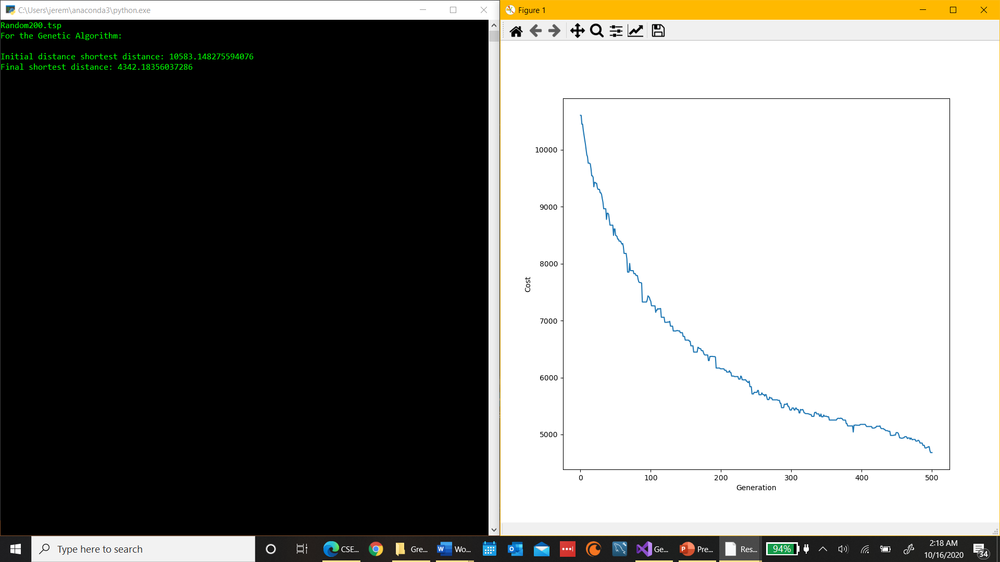 C:\Users\jerem\anaconda3\python.exe
Random200.tsp
For the Genetic Algorithm:
Initial distance shortest distance: 10583.148275594076
Final shortest distance: 4342.18356037286
Figure 1
10000
9000
8000
7000
6000
5000
Cost
0 100 200 300 400 500
Generation
Type here to search
CSE...
Gre...
Wo...
Ge...
Pre...
Res...
94%
2:18 AM
10/16/2020
34